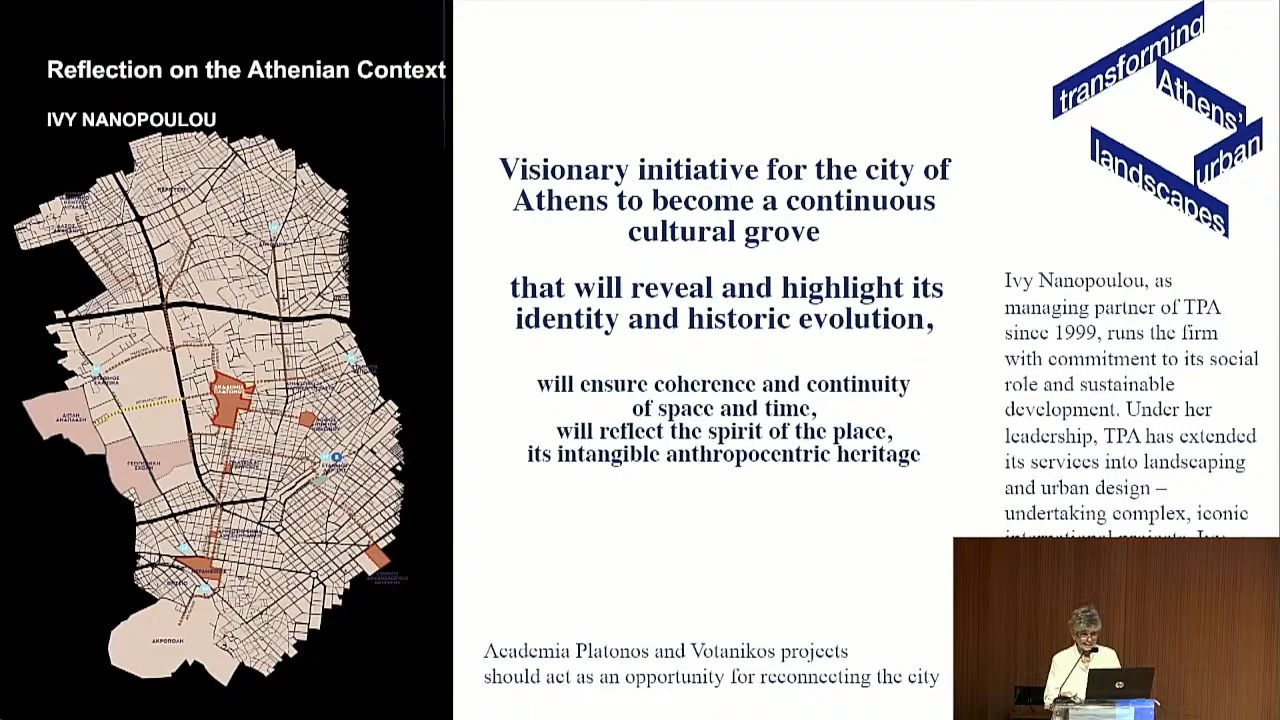 Reflection on the Athenian Context
IVY NANOPOULOU
ΑΚΑΔΗΜΙΑ
ΠΛΑΤΩΝΟΣ
ΓΕΩΠΟΝΙΚΗ
ΣΧΟΛΗ
ΑΚΡΟΠΟΛΗ
Visionary initiative for the city of
Athens to become a continuous
cultural grove
that will reveal and highlight its
identity and historic evolution,
will ensure coherence and continuity
of space and time,
will reflect the spirit of the place,
its intangible anthropocentric heritage
Academia Platonos and Votanikos projects
should act as an opportunity for reconnecting the city
transforming
Athens'
urban
landscapes
Ivy Nanopoulou, as
managing partner of TPA
since 1999, runs the firm
with commitment to its social
role and sustainable
development. Under her
leadership, TPA has extended
its services into landscaping
and urban design –
undertaking complex, iconic